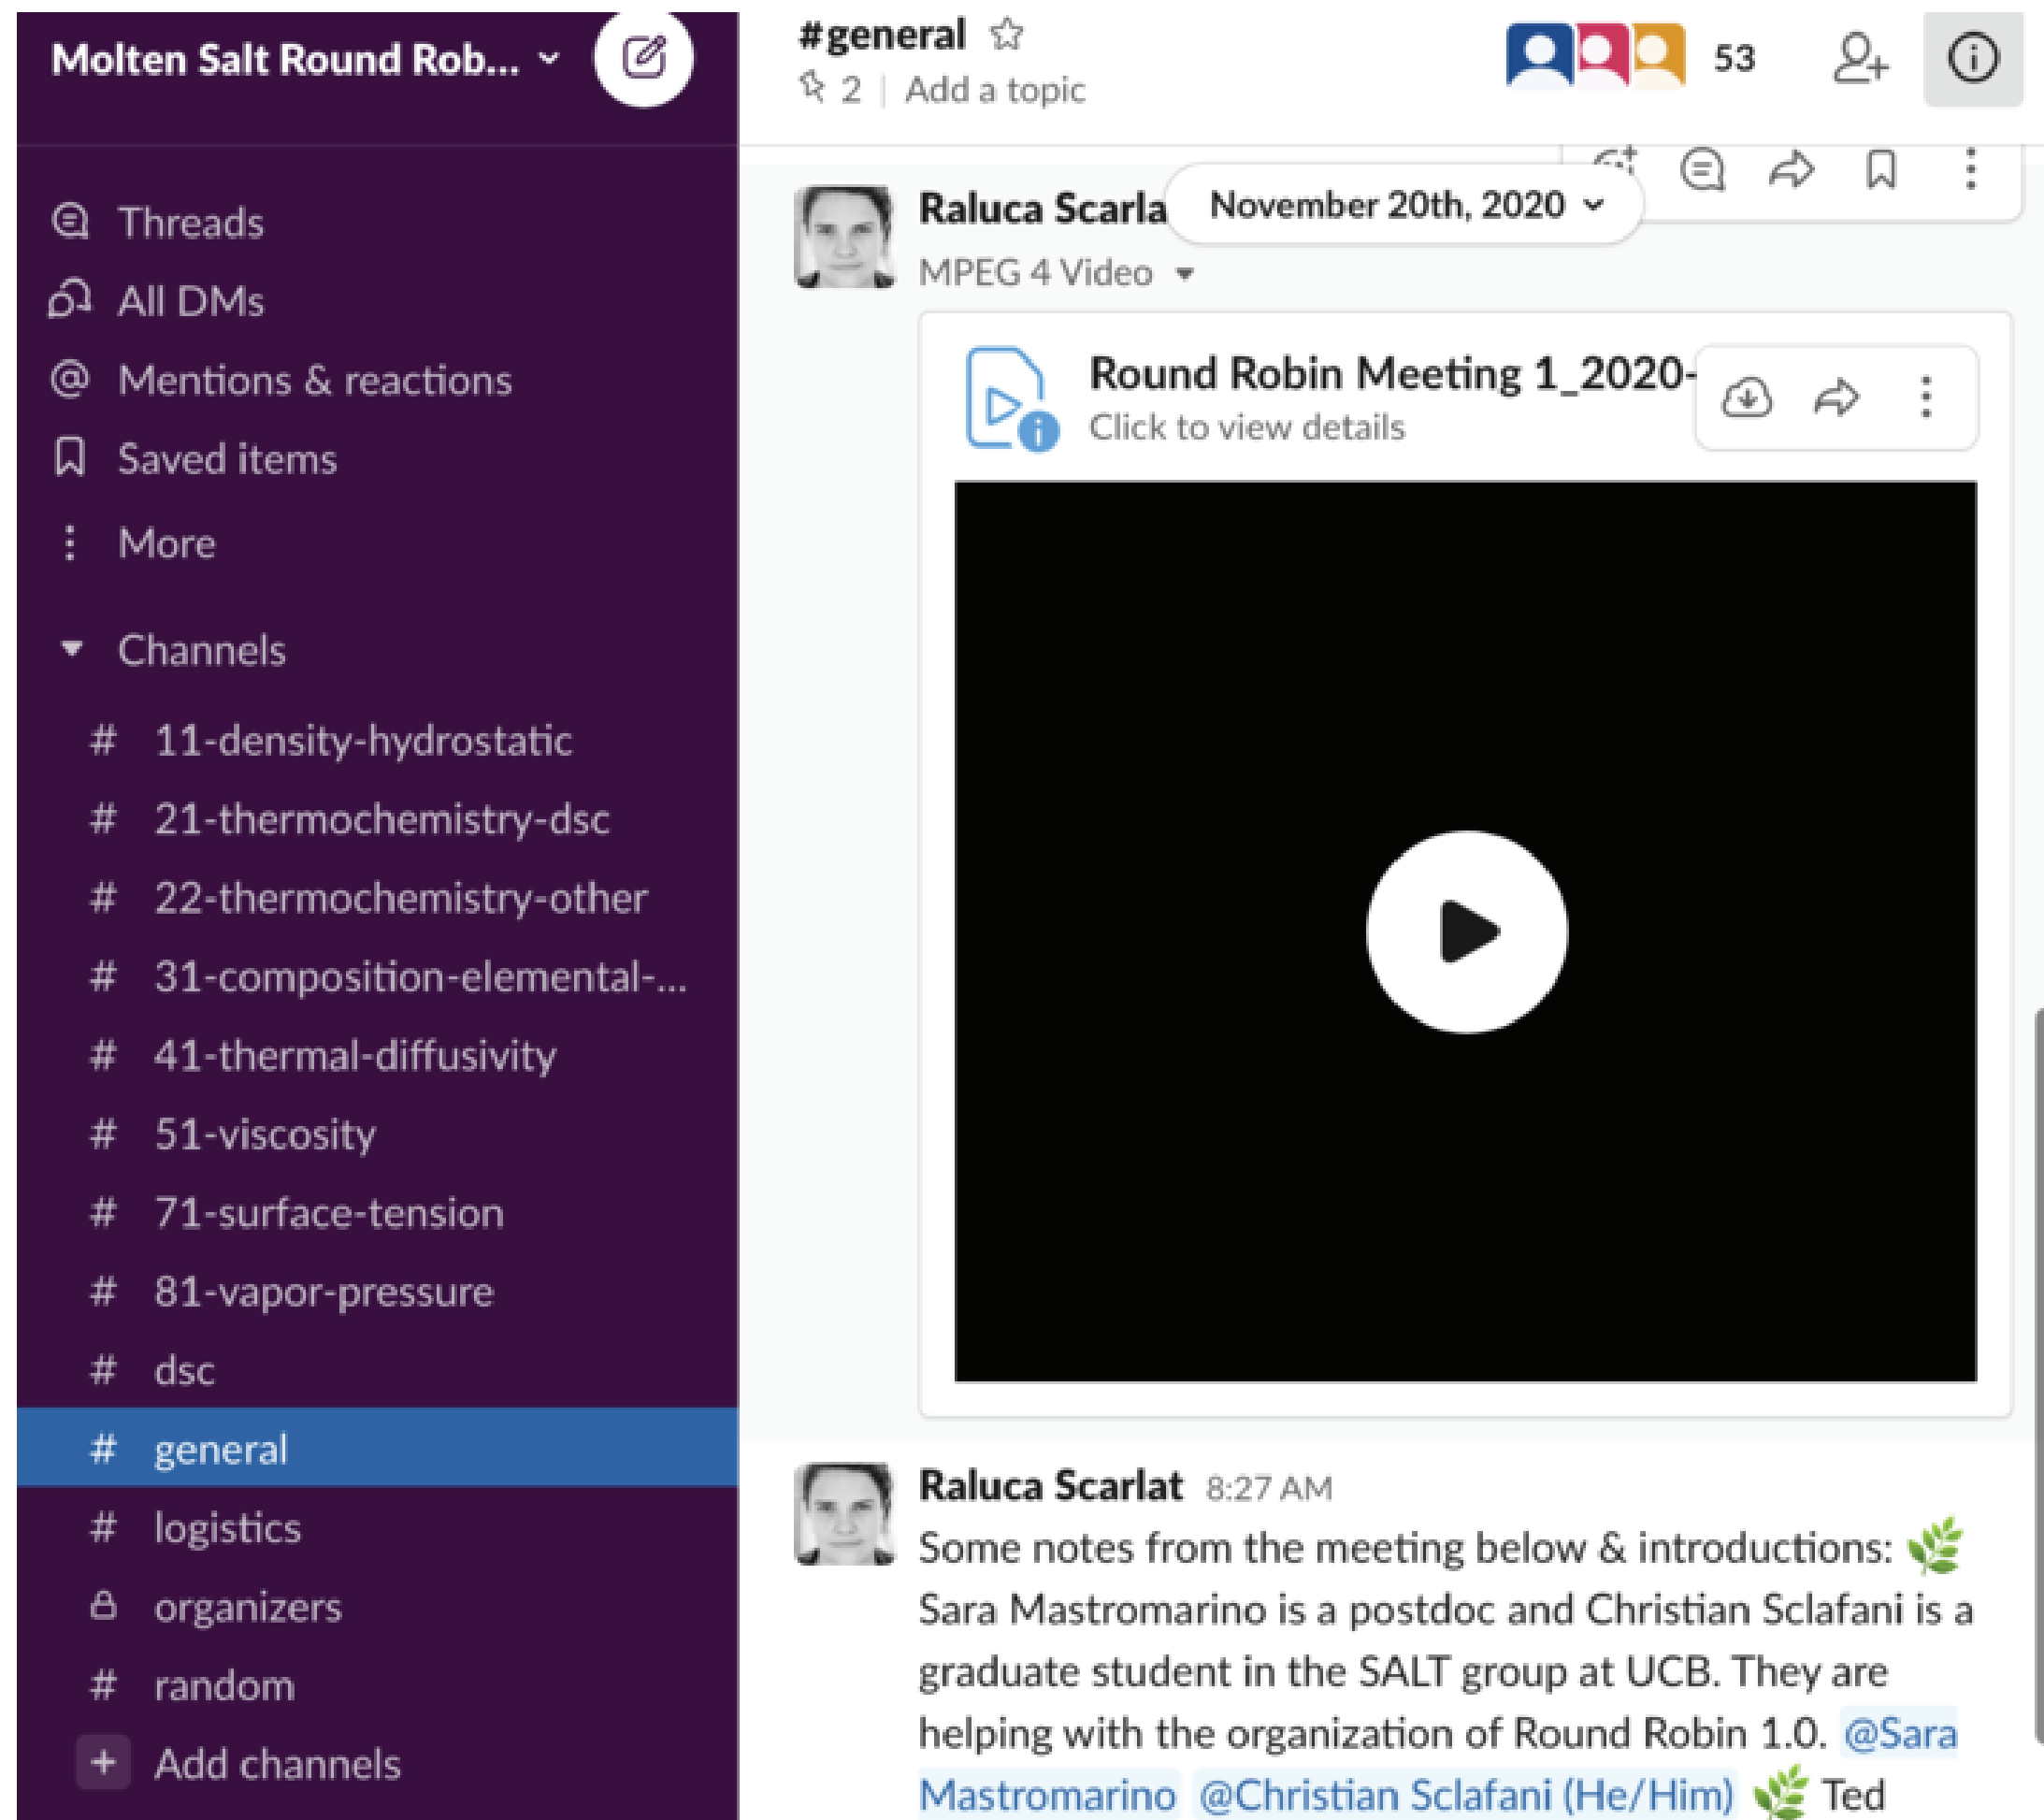 Molten Salt Round Rob...
Threads
All DMs
Mentions & reactions
Saved items
More
Channels
# 11-density-hydrostatic
# 21-thermochemistry-dsc
# 22-thermochemistry-other
# 31-composition-elemental-...
# 41-thermal-diffusivity
# 51-viscosity
# 71-surface-tension
# 81-vapor-pressure
# dsc
# general
# logistics
organizers
# random
+ Add channels
#general
53
2 | Add a topic
November 20th, 2020
Raluca Scarla
MPEG 4 Video
Round Robin Meeting 1_2020-
Click to view details
Raluca Scarlat 8:27 AM
Some notes from the meeting below & introductions: 🌿
Sara Mastromarino is a postdoc and Christian Sclafani is a
graduate student in the SALT group at UCB. They are
helping with the organization of Round Robin 1.0. @Sara
Mastromarino @Christian Sclafani (He/Him) 🌿 Ted